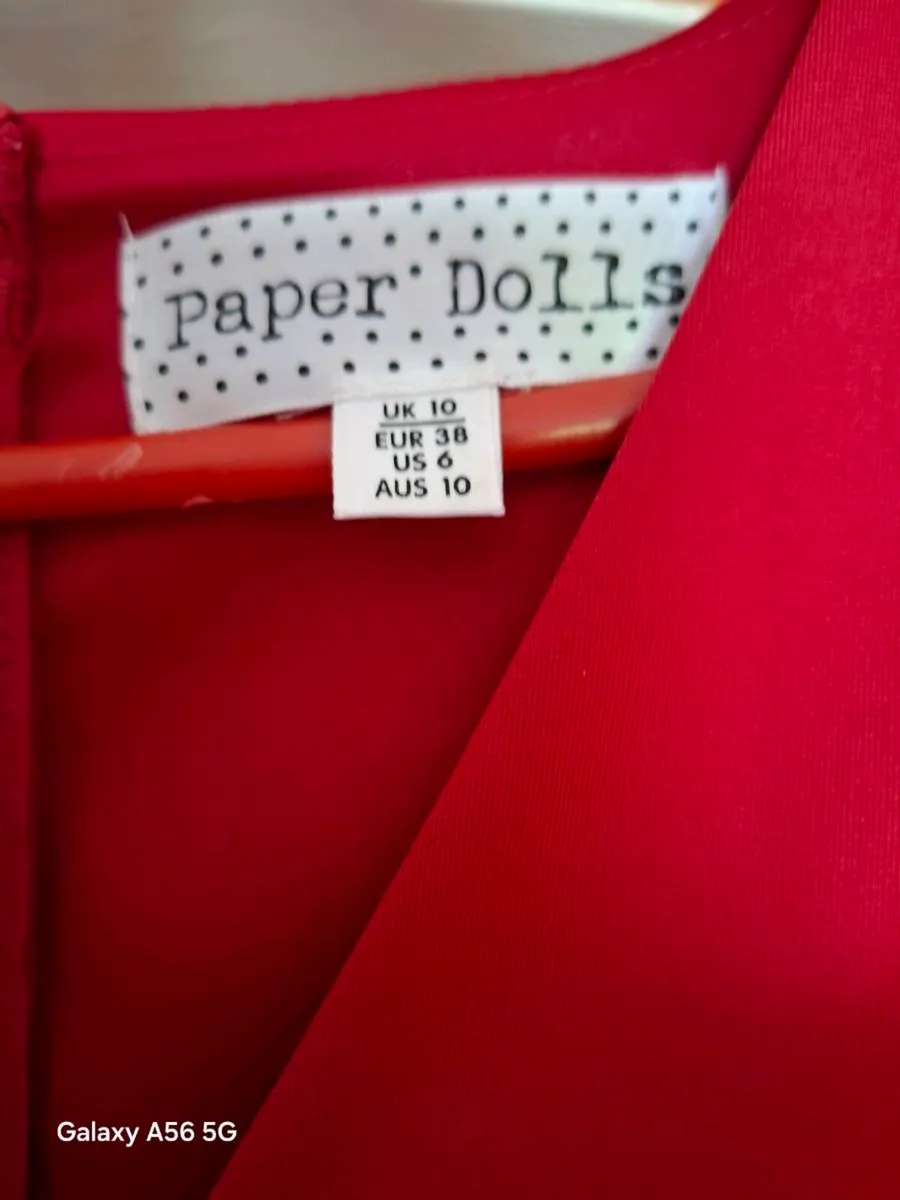 Paper Dolls
UK 10
EUR 38
US 6
AUS 10
Galaxy A56 5G